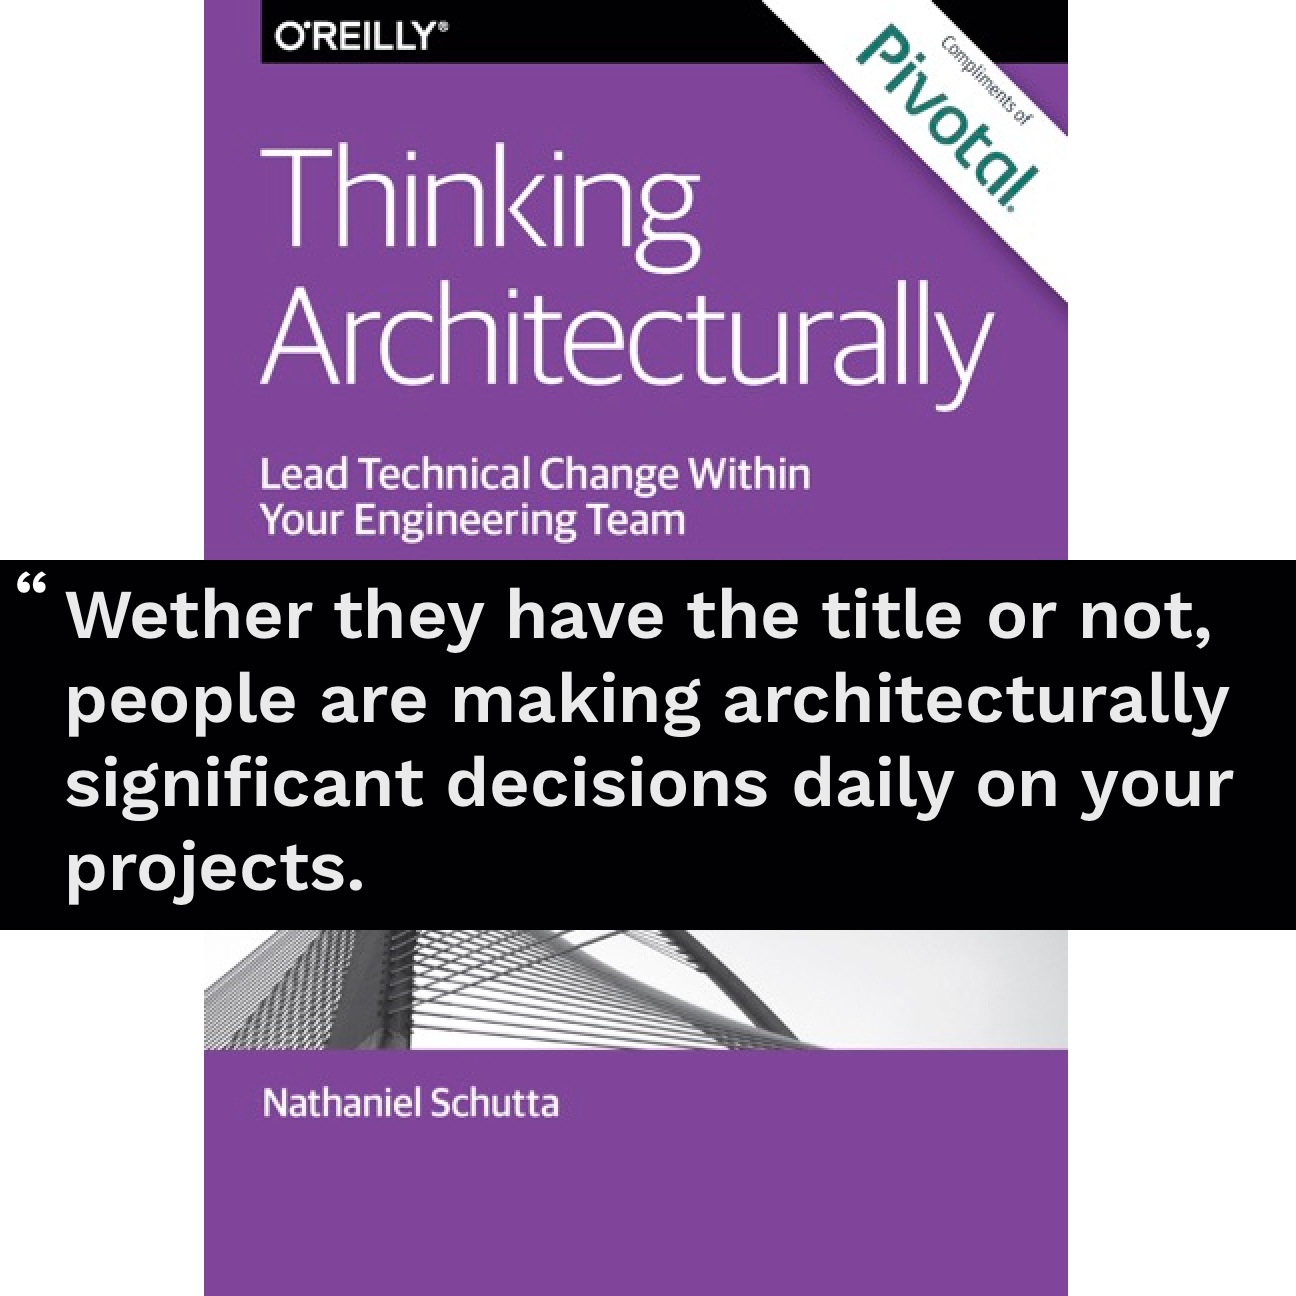 O'REILLY®
Compliments of
Pivotal.
Thinking
Architecturally
Lead Technical Change Within
Your Engineering Team
“ Wether they have the title or not,
people are making architecturally
significant decisions daily on your
projects.
Nathaniel Schutta